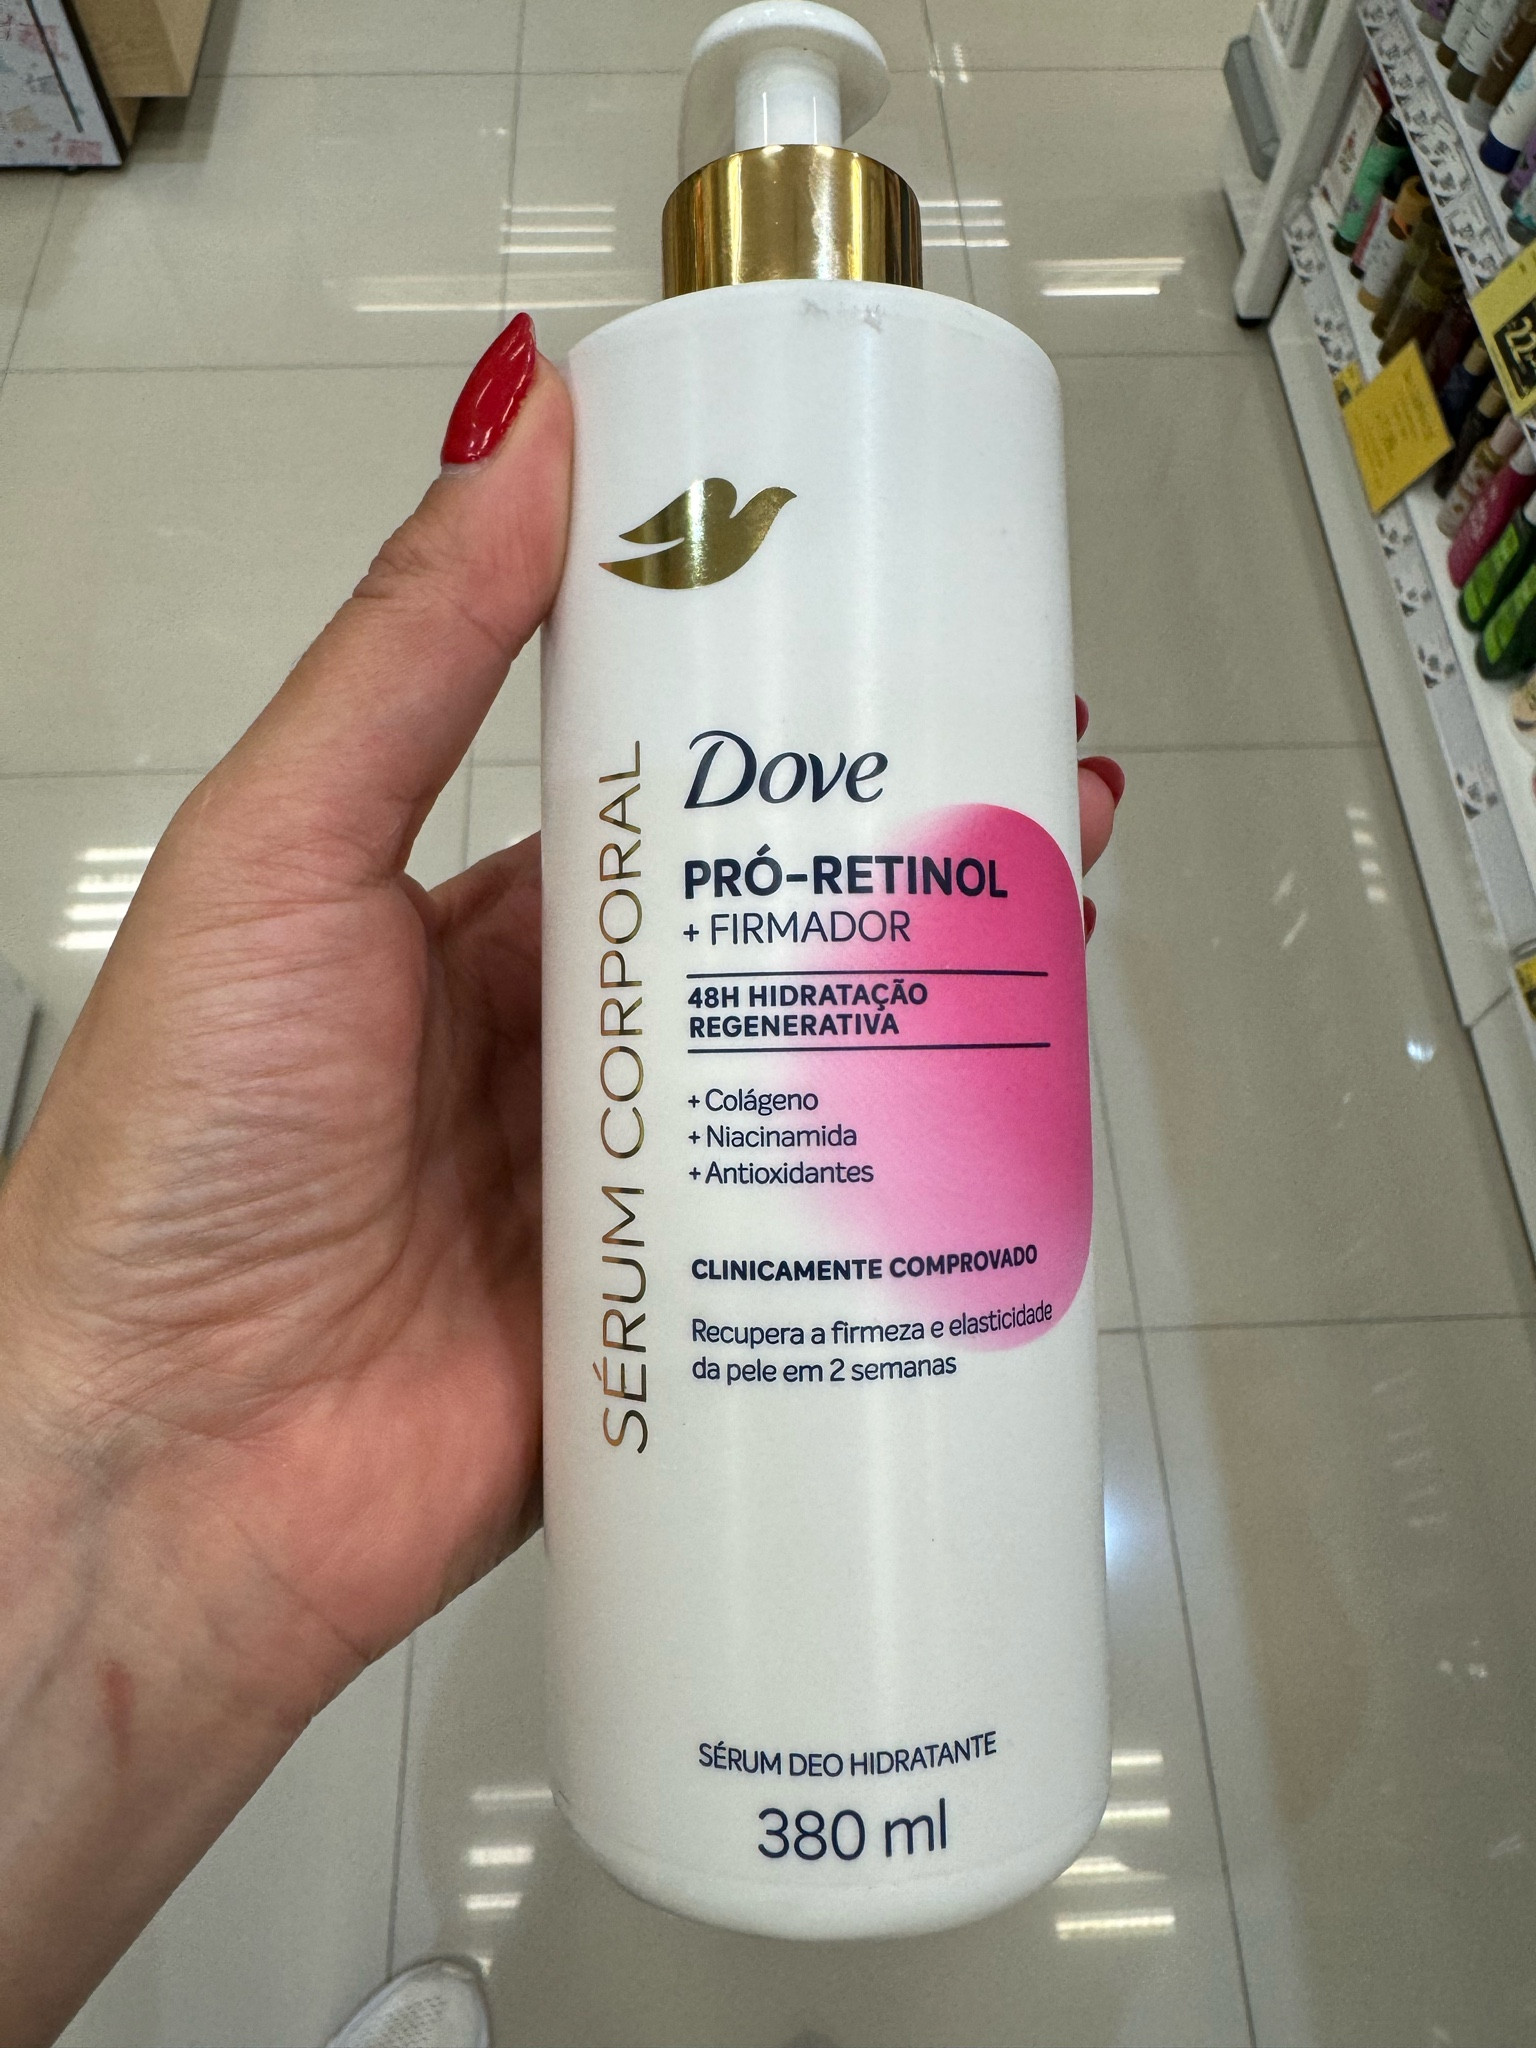 Dove
PRÓ-RETINOL
+ FIRMADOR
48H HIDRATAÇÃO
REGENERATIVA
+ Colágeno
+ Niacinamida
+ Antioxidantes
CLINICAMENTE COMPROVADO
Recupera a firmeza e elasticidade
da pele em 2 semanas
SÉRUM CORPORAL
SÉRUM DEO HIDRATANTE
380 ml